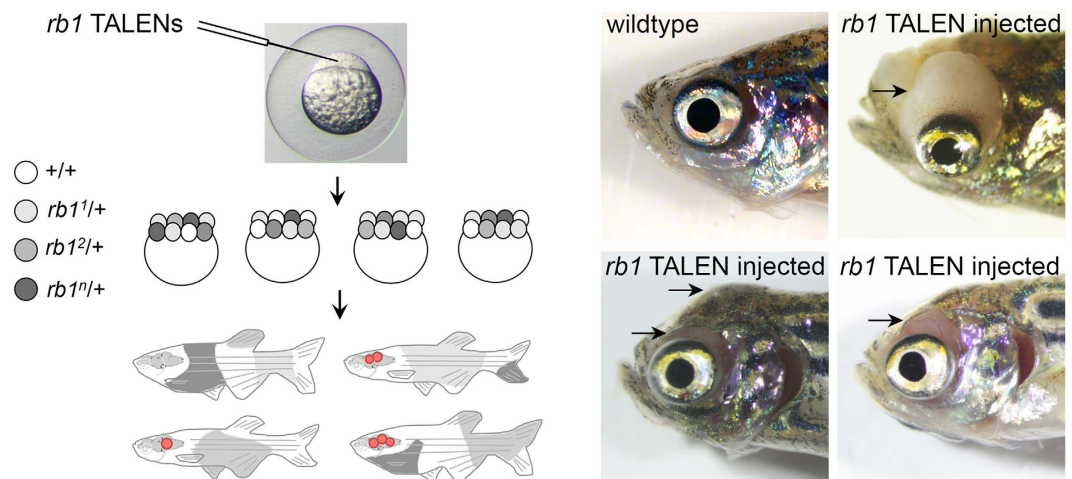 rb1 TALENs
+/+
rb1¹/+
rb1²/+
rb1ⁿ/+
wildtype
rb1 TALEN injected
rb1 TALEN injected
rb1 TALEN injected